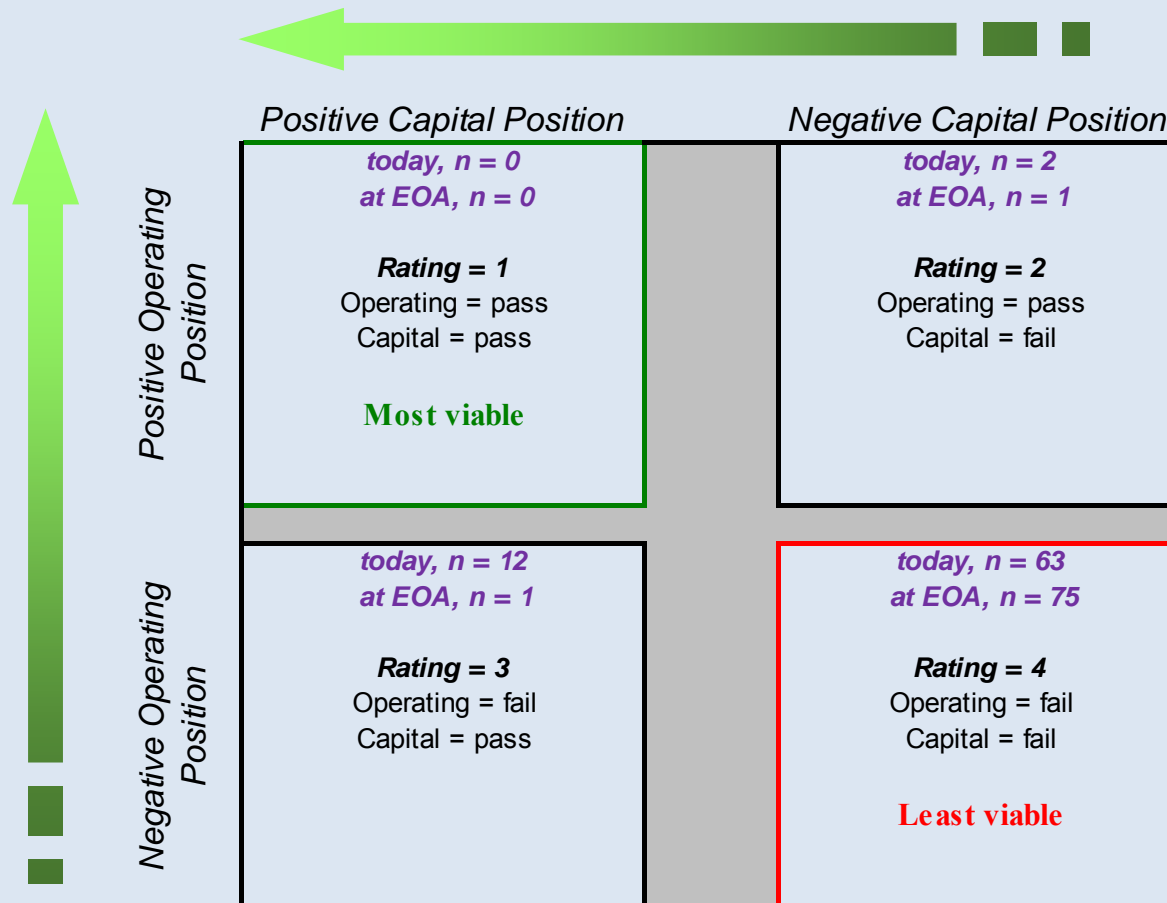 Positive Capital Position
Negative Capital Position
Positive Operating
Position
today, n = 0
at EOA, n = 0
Rating = 1
Operating = pass
Capital = pass
Most viable
today, n = 2
at EOA, n = 1
Rating = 2
Operating = pass
Capital = fail
Negative Operating
Position
today, n = 12
at EOA, n = 1
Rating = 3
Operating = fail
Capital = pass
today, n = 63
at EOA, n = 75
Rating = 4
Operating = fail
Capital = fail
Least viable